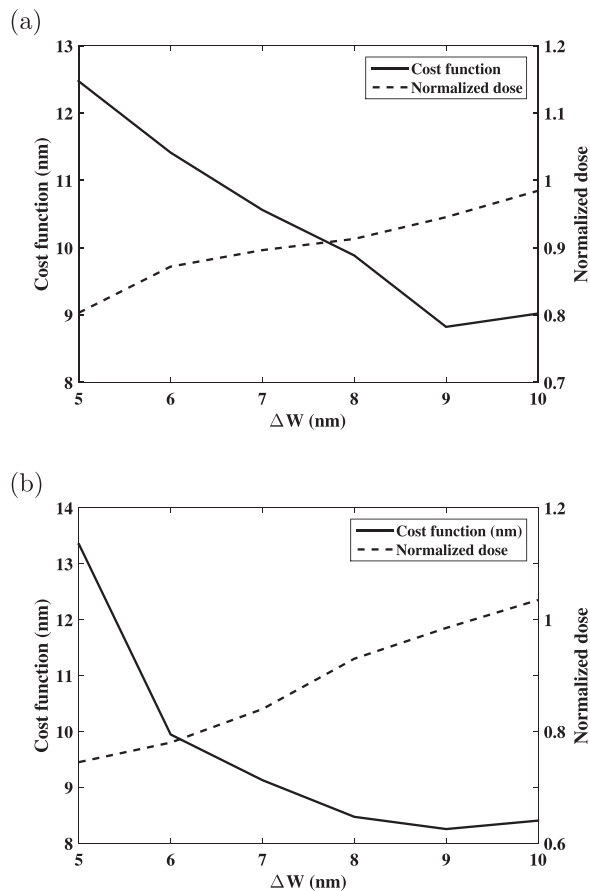 (a)
13
12
11
10
9
8
Cost function (nm)
1.2
1.1
1
0.9
0.8
0.7
Normalized dose
Cost function
Normalized dose
5 6 7 8 9 10
ΔW (nm)
(b)
14
13
12
11
10
9
8
Cost function (nm)
1.2
1
0.8
0.6
Normalized dose
Cost function (nm)
Normalized dose
5 6 7 8 9 10
ΔW (nm)